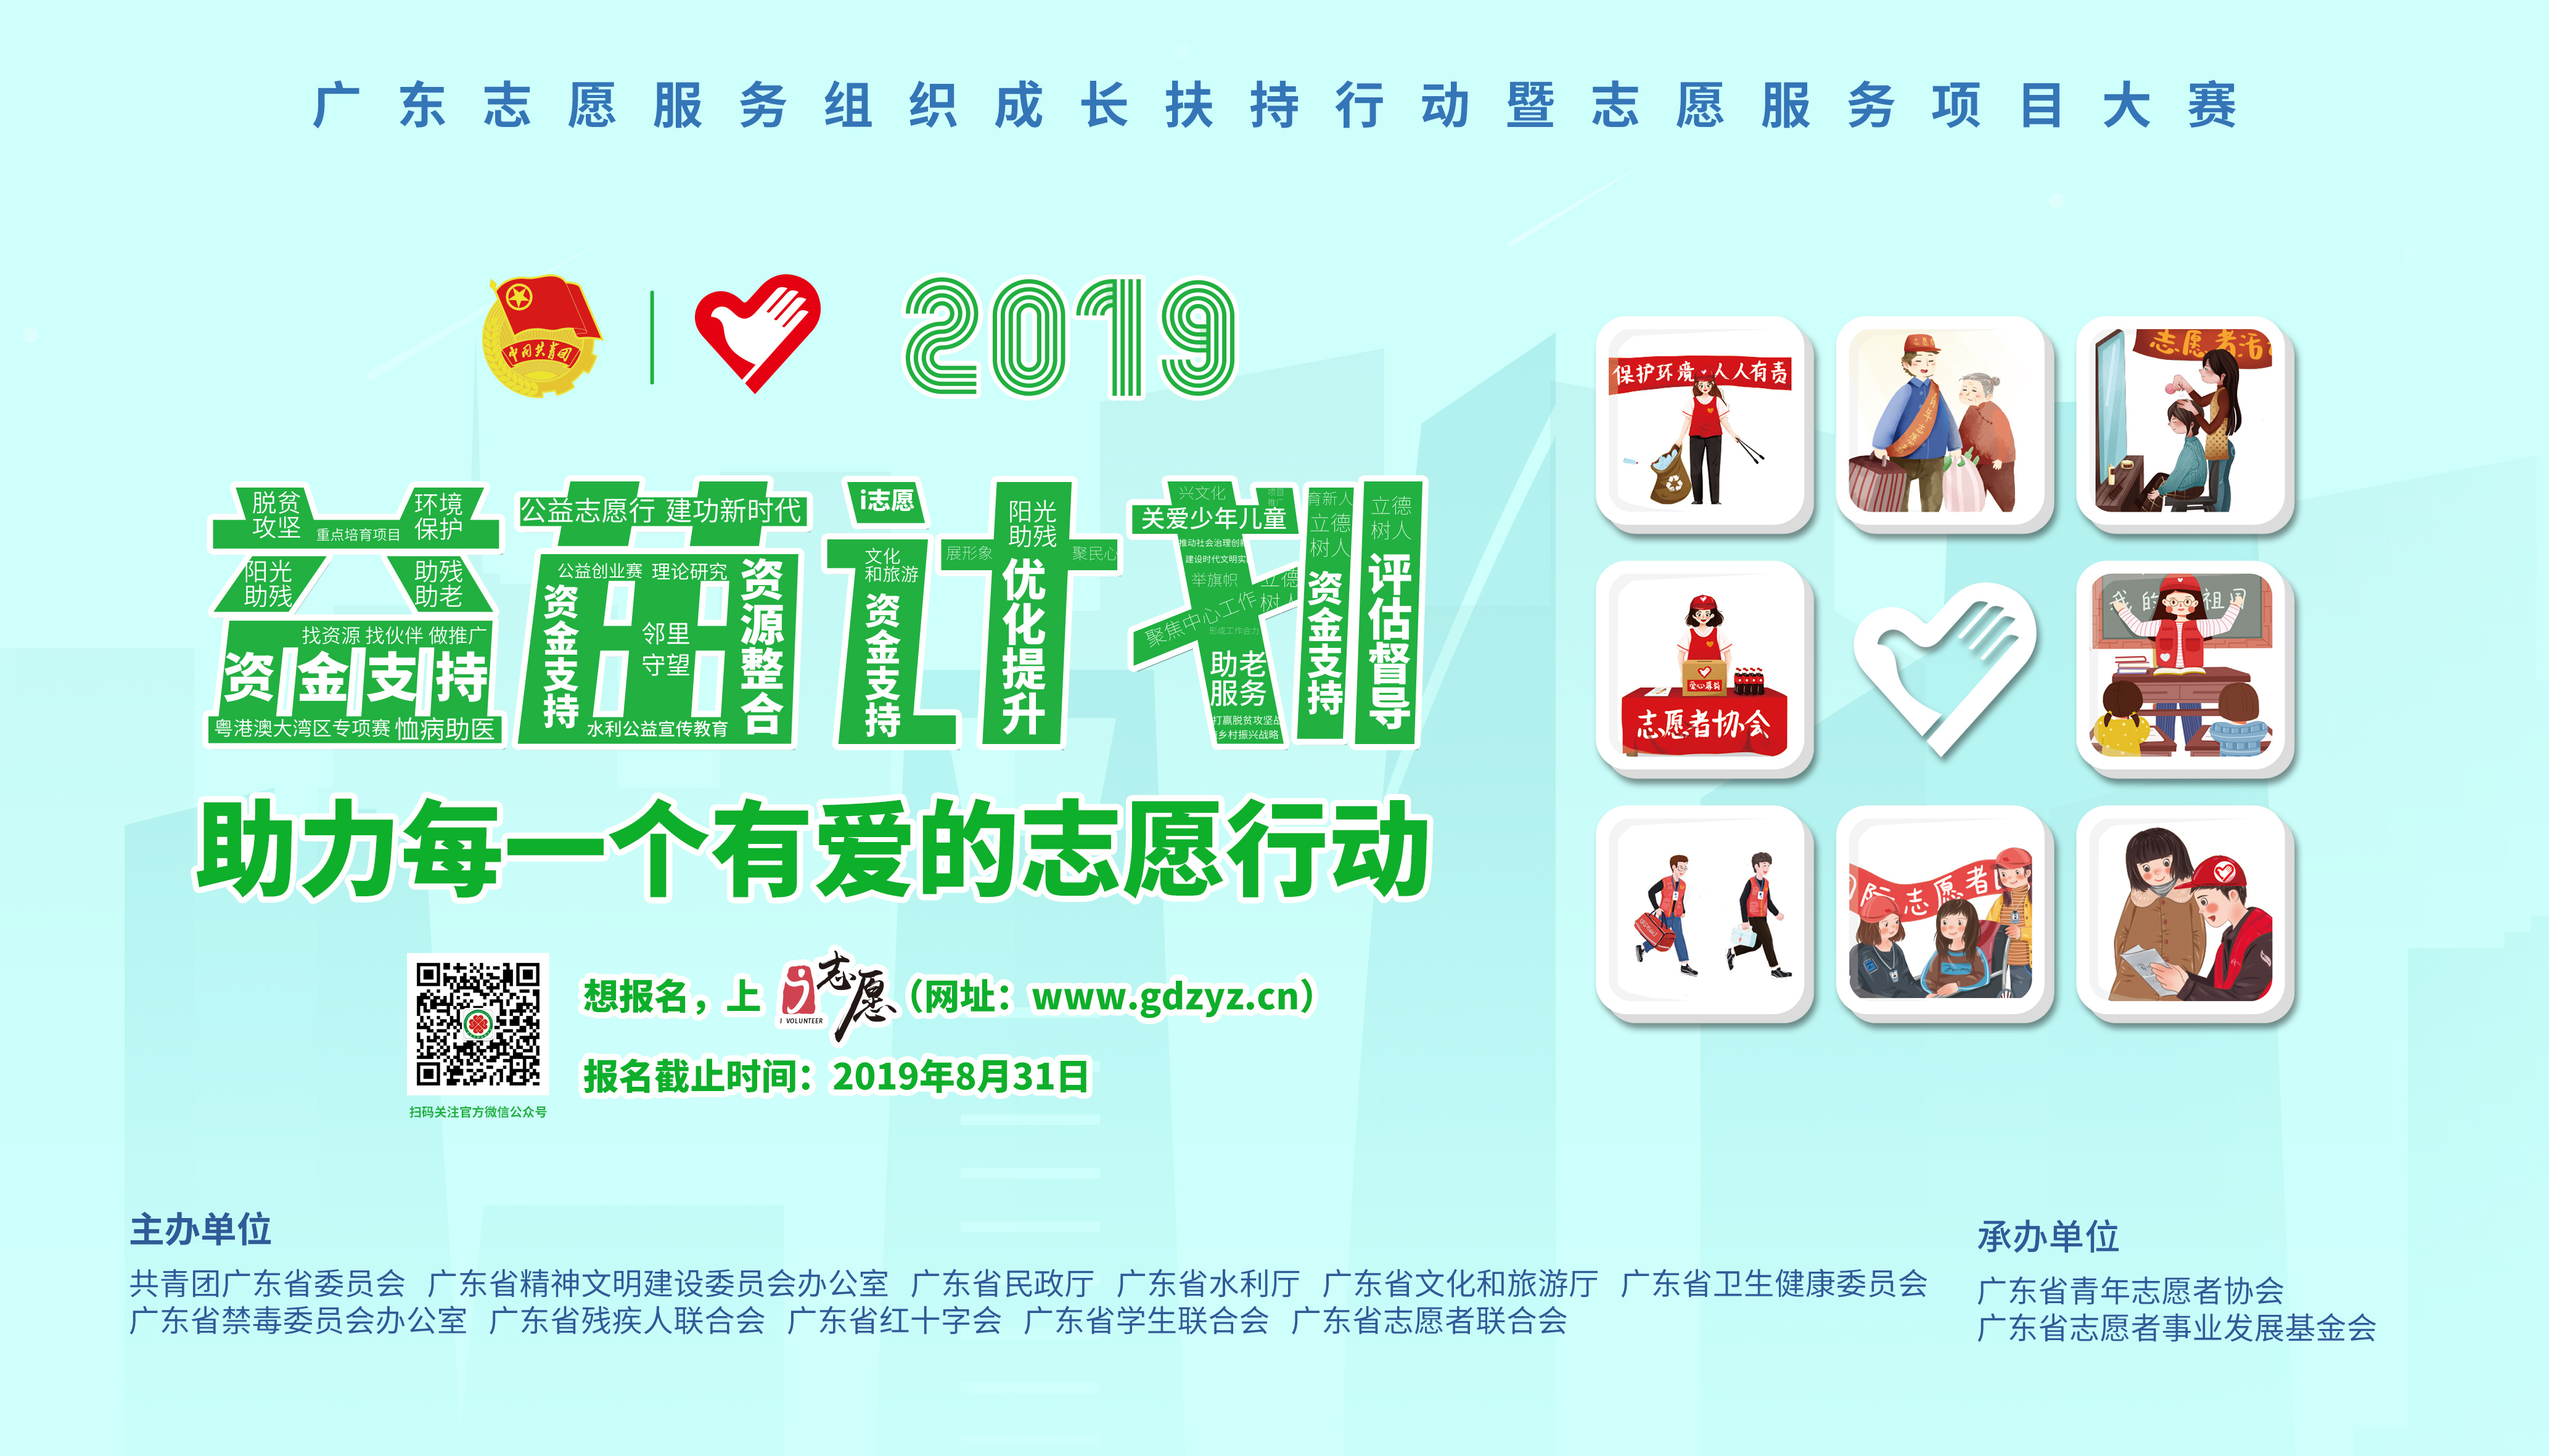 广东志愿服务组织成长扶持行动暨志愿服务项目大赛
中国共青团
2019
益苗计划
脱贫攻坚
重点培育项目
环境保护
阳光助残
助残助老
找资源 找伙伴 做推广
资金支持
粤港澳大湾区专项赛 恤病助医
公益志愿行 建功新时代
公益创业赛 理论研究
资金支持
邻里守望
资源整合
水利公益宣传教育
i志愿
文化和旅游
资金支持
阳光助残
展形象
聚民心
优化提升
兴文化
项目推广
关爱少年儿童
推动社会治理创新
建设时代文明实践
举旗帜
立德树人
聚焦中心工作
形成工作合力
助老服务
打赢脱贫攻坚战
乡村振兴战略
育新人
立德树人
资金支持
立德树人
评估督导
助力每一个有爱的志愿行动
想报名，上 i志愿 （网址：www.gdzyz.cn）
I VOLUNTEER
报名截止时间：2019年8月31日
扫码关注官方微信公众号
保护环境·人人有责
志愿者活
志愿者协会
爱心募捐
我的祖国
国际志愿者
主办单位
共青团广东省委员会 广东省精神文明建设委员会办公室 广东省民政厅 广东省水利厅 广东省文化和旅游厅 广东省卫生健康委员会
广东省禁毒委员会办公室 广东省残疾人联合会 广东省红十字会 广东省学生联合会 广东省志愿者联合会
承办单位
广东省青年志愿者协会
广东省志愿者事业发展基金会